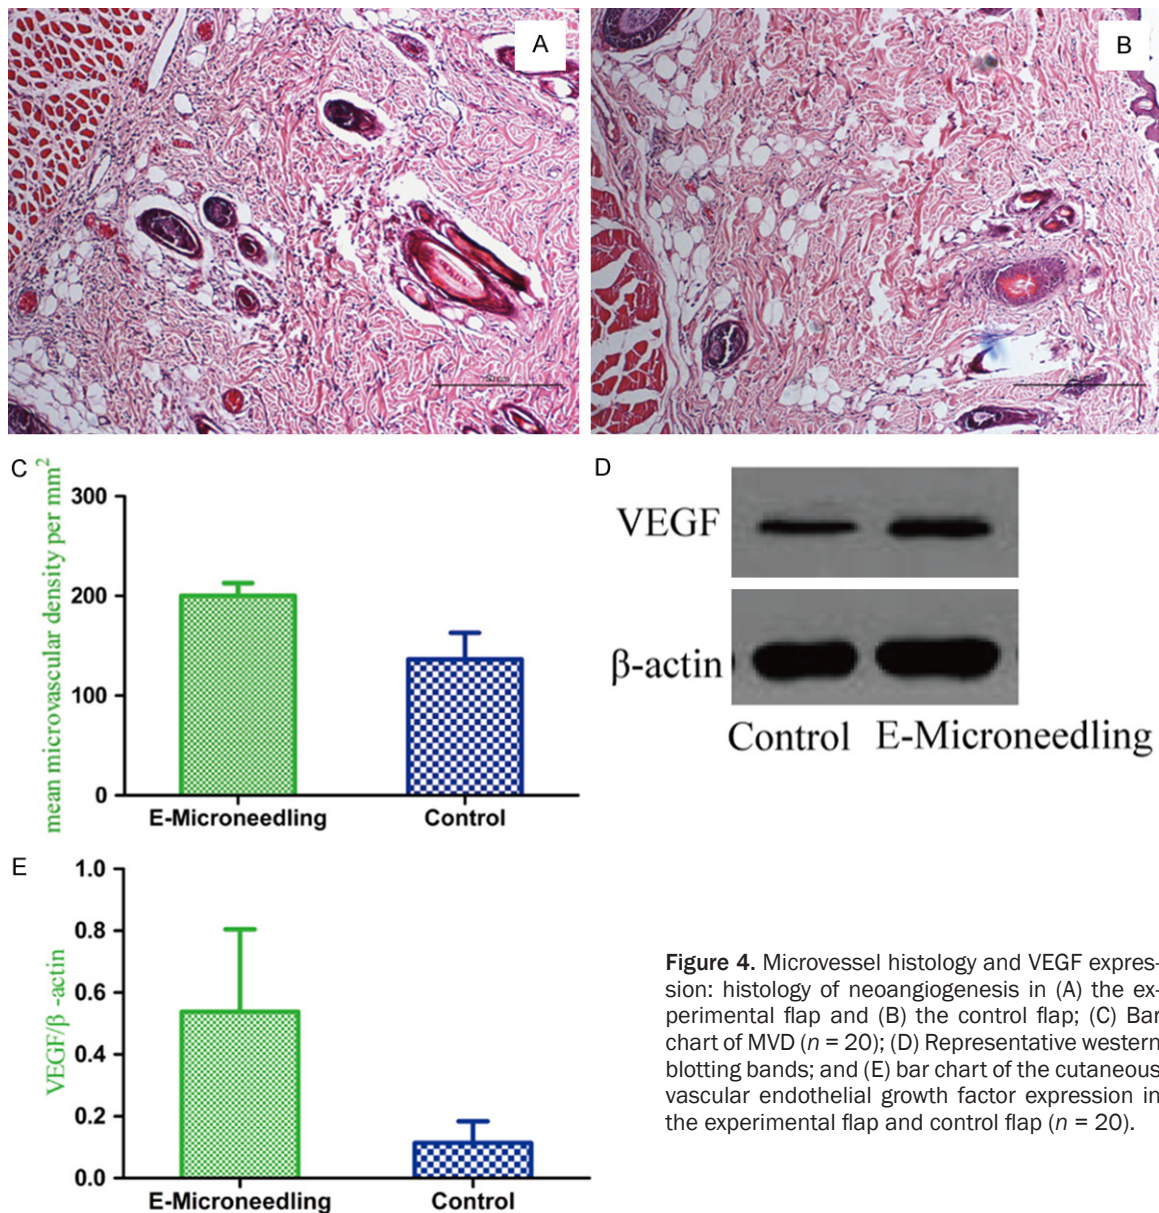 A
B
C
mean microvascular density per mm²
300
200
100
0
E-Microneedling
Control
D
VEGF
β-actin
Control E-Microneedling
E
VEGF/β -actin
1.0
0.8
0.6
0.4
0.2
0.0
E-Microneedling
Control
Figure 4. Microvessel histology and VEGF expres-
sion: histology of neoangiogenesis in (A) the ex-
perimental flap and (B) the control flap; (C) Bar
chart of MVD (n = 20); (D) Representative western
blotting bands; and (E) bar chart of the cutaneous
vascular endothelial growth factor expression in
the experimental flap and control flap (n = 20).